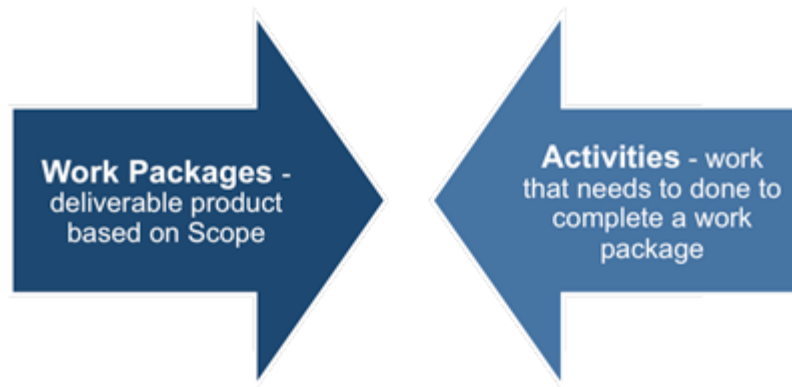 Work Packages -
deliverable product
based on Scope
Activities - work
that needs to done to
complete a work
package